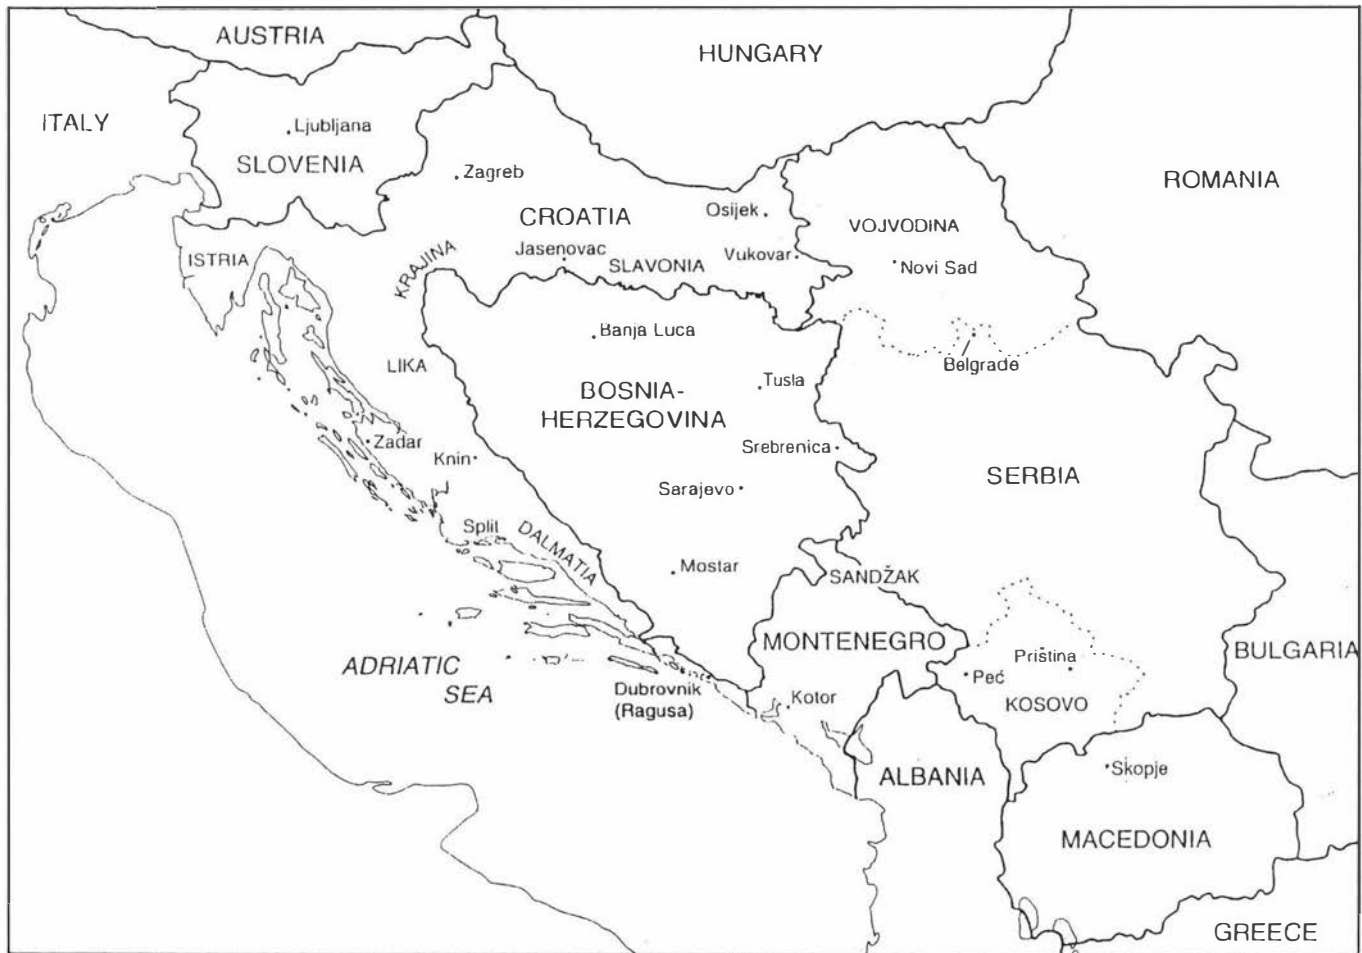 AUSTRIA
HUNGARY
ITALY
Ljubljana
SLOVENIA
Zagreb
ROMANIA
CROATIA
Osijek
VOJVODINA
ISTRIA
KRAJINA
Jasenovac
SLAVONIA
Vukovar
Novi Sad
Banja Luca
LIKA
Belgrade
Tusla
BOSNIA-
HERZEGOVINA
Zadar
Knin
Srebrenica
SERBIA
Sarajevo
Split
DALMATIA
Mostar
SANDŽAK
MONTENEGRO
BULGARIA
Priština
Peć
ADRIATIC
SEA
Dubrovnik
(Ragusa)
Kotor
KOSOVO
ALBANIA
Skopje
MACEDONIA
GREECE